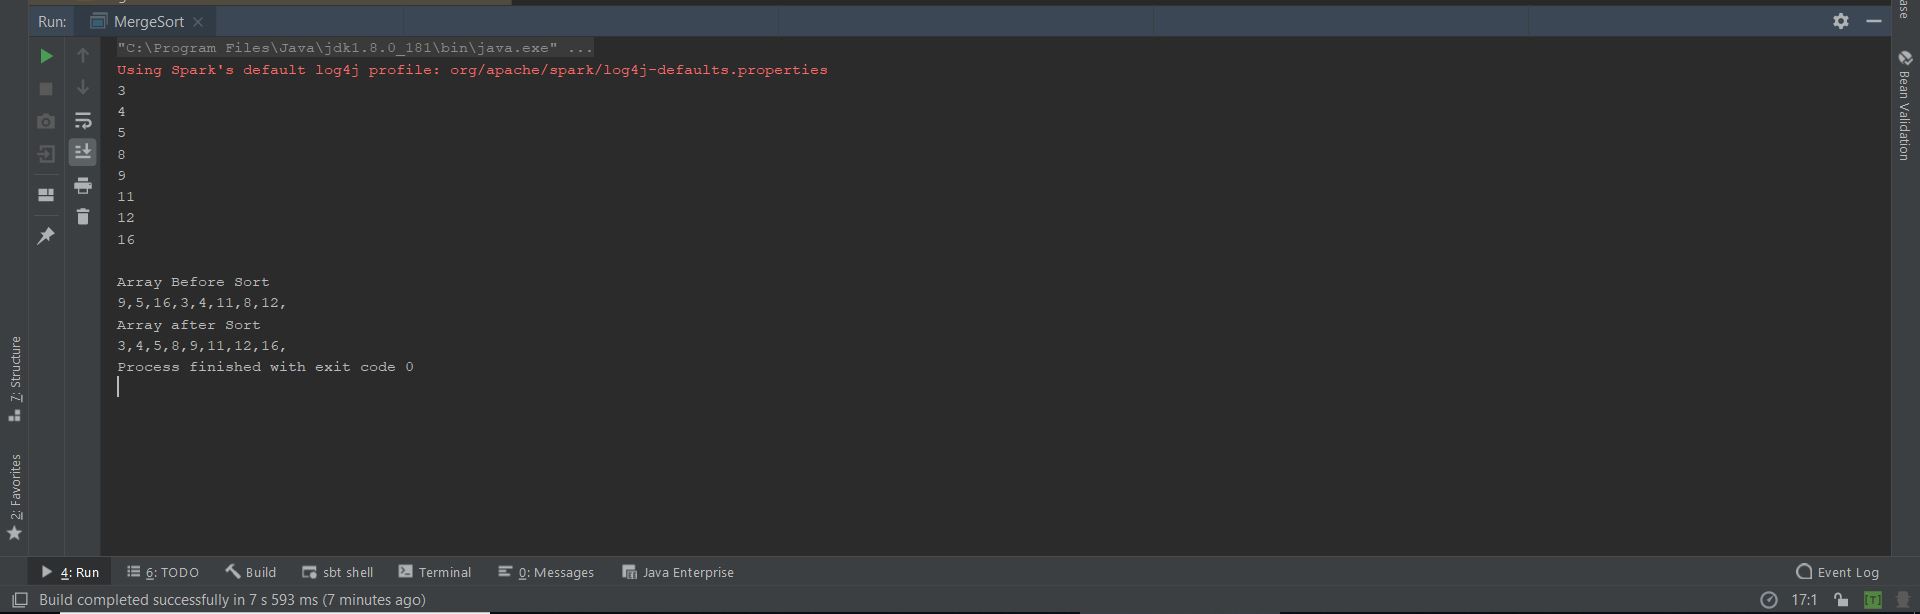 Run: MergeSort
"C:\Program Files\Java\jdk1.8.0_181\bin\java.exe" ...
Using Spark's default log4j profile: org/apache/spark/log4j-defaults.properties
3
4
5
8
9
11
12
16
Array Before Sort
9,5,16,3,4,11,8,12,
Array after Sort
3,4,5,8,9,11,12,16,
Process finished with exit code 0
7: Structure
2: Favorites
Bean Validation
4: Run 6: TODO Build sbt shell Terminal 0: Messages Java Enterprise Event Log
Build completed successfully in 7 s 593 ms (7 minutes ago) 17:1 [T]